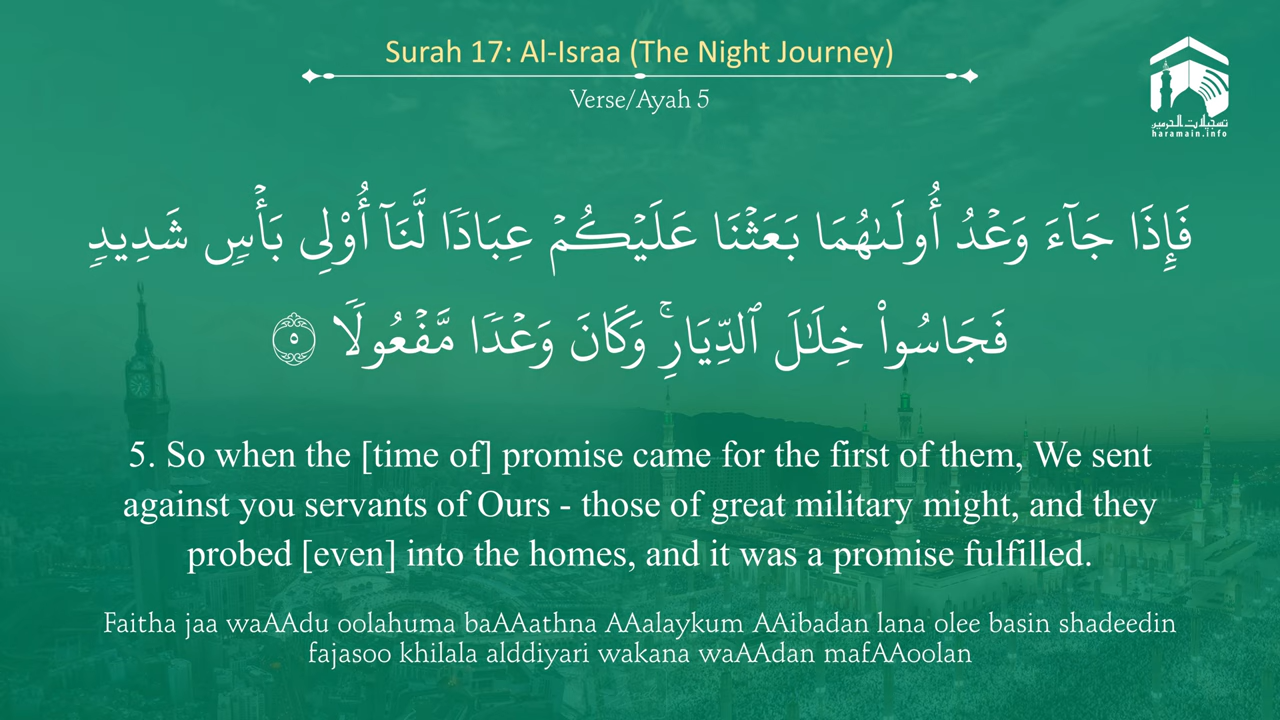 Surah 17: Al-Israa (The Night Journey)
Verse/Ayah 5
تسجيلات الحرمين
haramain.info
فَإِذَا جَآءَ وَعْدُ أُولَىٰهُمَا بَعَثْنَا عَلَيْكُمْ عِبَادًا لَّنَآ أُو۟لِى بَأْسٍ شَدِيدٍ
فَجَاسُوا۟ خِلَـٰلَ ٱلدِّيَارِ ۚ وَكَانَ وَعْدًا مَّفْعُولًا ٥
5. So when the [time of] promise came for the first of them, We sent
against you servants of Ours - those of great military might, and they
probed [even] into the homes, and it was a promise fulfilled.
Faitha jaa waAAdu oolahuma baAAathna AAalaykum AAibadan lana olee basin shadeedin
fajasoo khilala alddiyari wakana waAAdan mafAAoolan